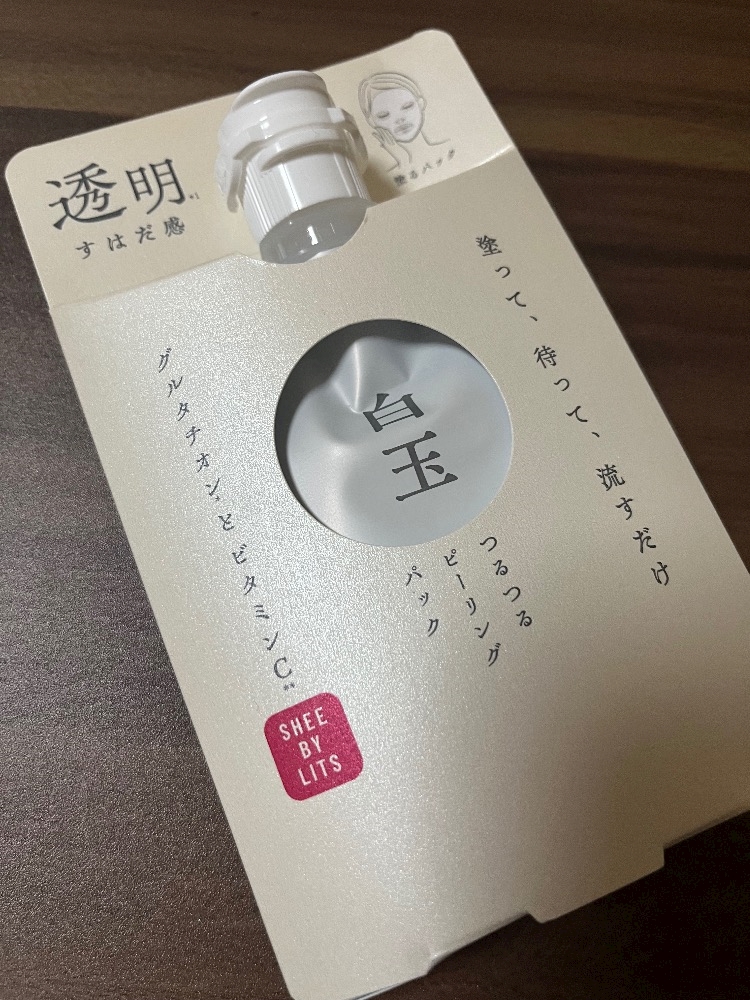 透明※1
すはだ感
塗るパック
塗って、待って、流すだけ
白玉
つるつる
ピーリング
パック
グルタチオンとビタミンC
SHEE
BY
LITS